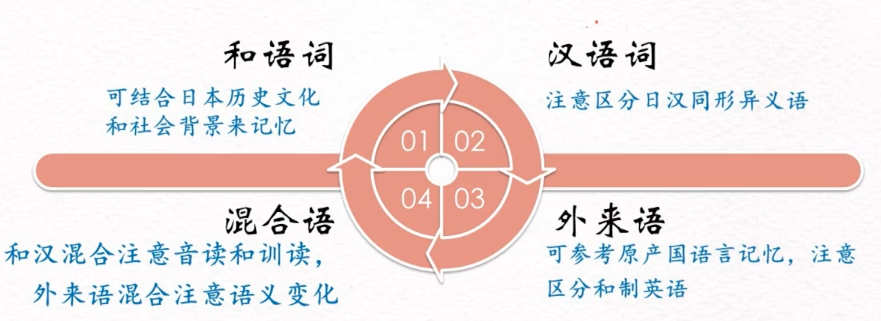 和语词
可结合日本历史文化
和社会背景来记忆
汉语词
注意区分日汉同形异义语
01 02
04 03
混合语
和汉混合注意音读和训读，
外来语混合注意语义变化
外来语
可参考原产国语言记忆，注意
区分和制英语